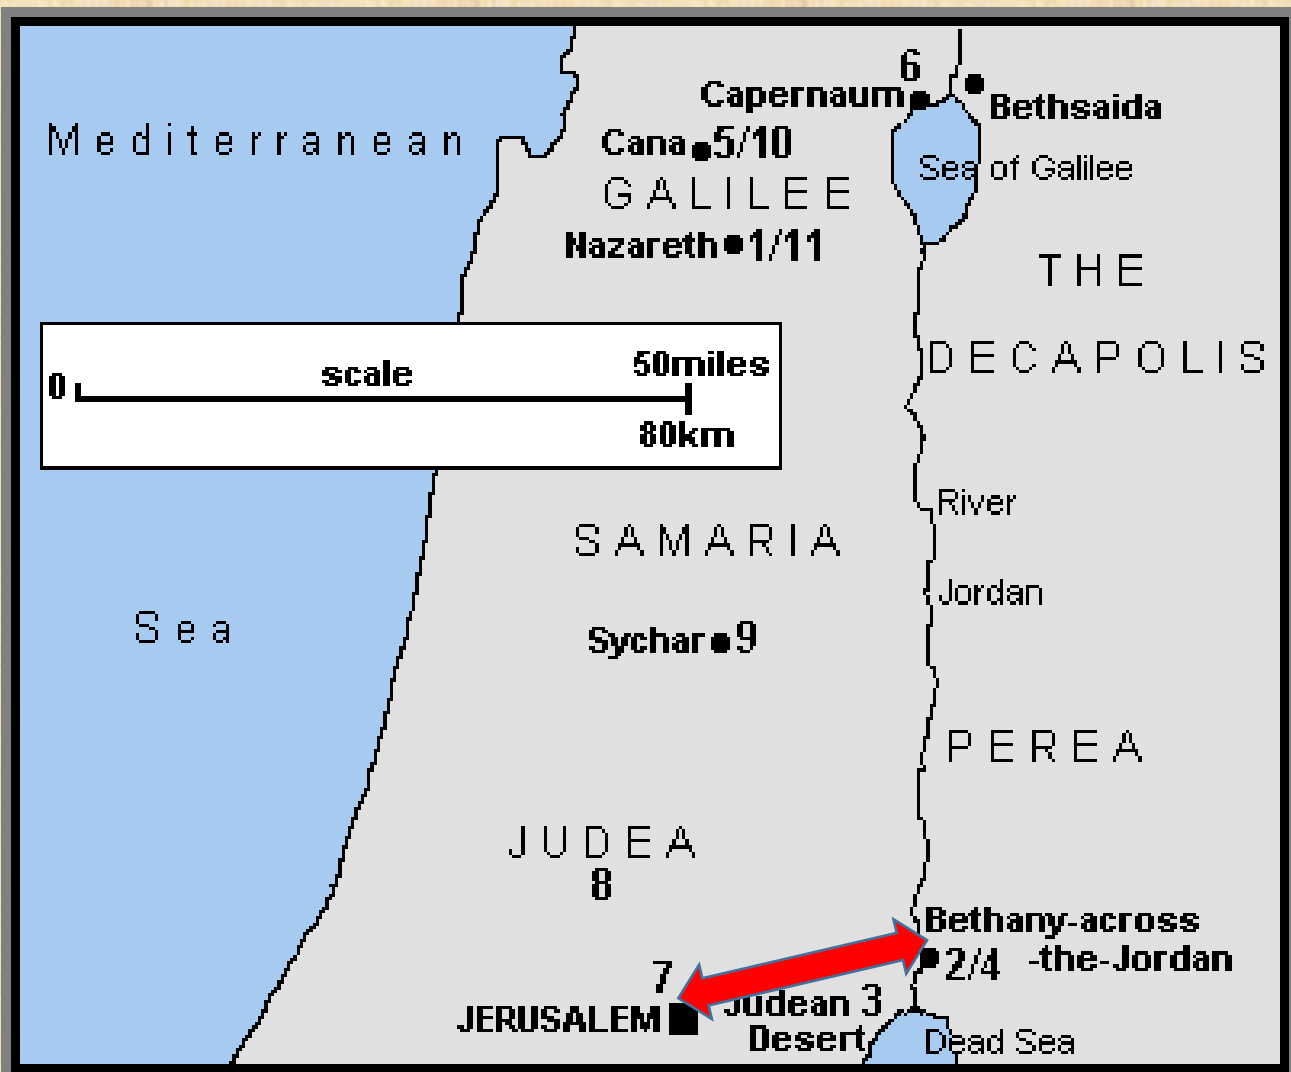 6
Capernaum
Bethsaida
Mediterranean
Cana 5/10
Sea of Galilee
GALILEE
Nazareth 1/11
THE
DECAPOLIS
0 scale 50miles
80km
River
SAMARIA
Jordan
Sea
Sychar 9
PEREA
JUDEA
8
Bethany-across
2/4 -the-Jordan
7
JERUSALEM
Judean 3
Desert
Dead Sea